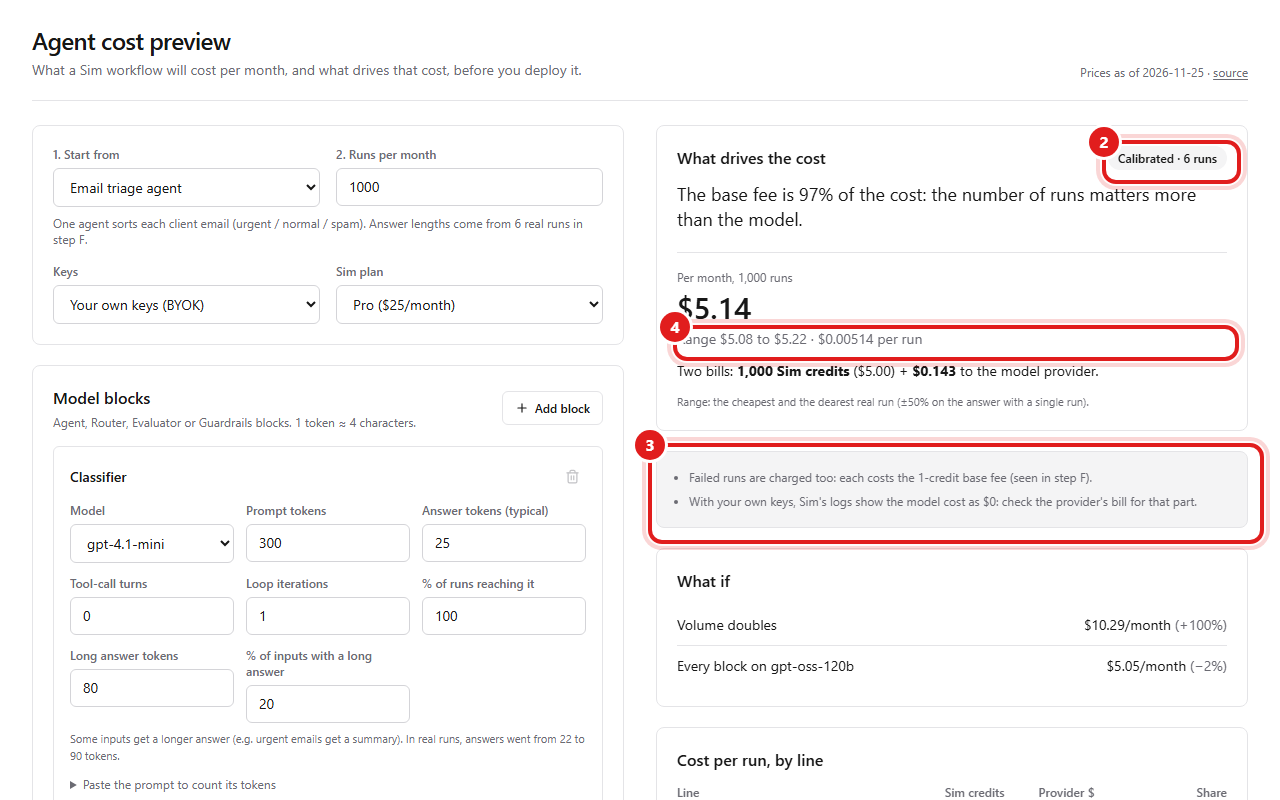 Agent cost preview
What a Sim workflow will cost per month, and what drives that cost, before you deploy it.
Prices as of 2026-11-25 · source
1. Start from
2. Runs per month
Email triage agent
1000
One agent sorts each client email (urgent / normal / spam). Answer lengths come from 6 real runs in
step F.
Keys
Sim plan
Your own keys (BYOK)
Pro ($25/month)
Model blocks
+ Add block
Agent, Router, Evaluator or Guardrails blocks. 1 token ≈ 4 characters.
Classifier
Model
Prompt tokens
Answer tokens (typical)
gpt-4.1-mini
300
25
Tool-call turns
Loop iterations
% of runs reaching it
0
1
100
Long answer tokens
% of inputs with a long
answer
80
20
Some inputs get a longer answer (e.g. urgent emails get a summary). In real runs, answers went from 22 to
90 tokens.
Paste the prompt to count its tokens
2
What drives the cost
Calibrated · 6 runs
The base fee is 97% of the cost: the number of runs matters more
than the model.
Per month, 1,000 runs
$5.14
4
range $5.08 to $5.22 · $0.00514 per run
Two bills: 1,000 Sim credits ($5.00) + $0.143 to the model provider.
Range: the cheapest and the dearest real run (±50% on the answer with a single run).
3
• Failed runs are charged too: each costs the 1-credit base fee (seen in step F).
• With your own keys, Sim's logs show the model cost as $0: check the provider's bill for that part.
What if
Volume doubles
$10.29/month (+100%)
Every block on gpt-oss-120b
$5.05/month (−2%)
Cost per run, by line
Line
Sim credits
Provider $
Share